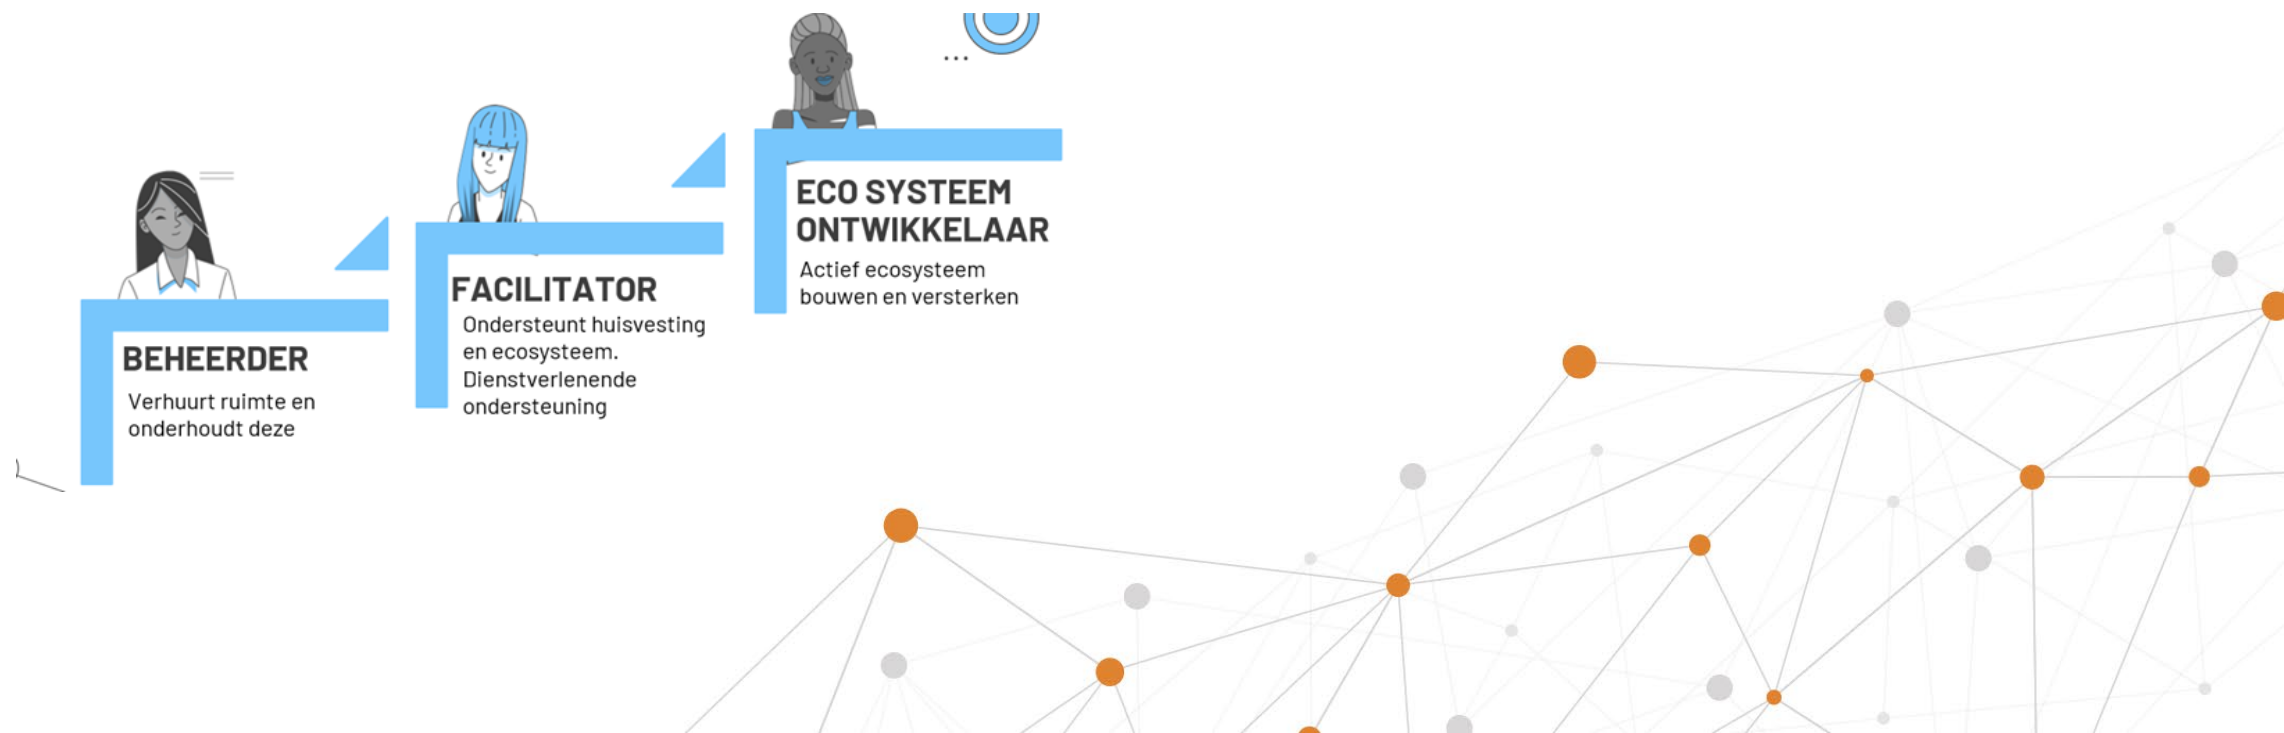 BEHEERDER
Verhuurt ruimte en
onderhoudt deze
FACILITATOR
Ondersteunt huisvesting
en ecosysteem.
Dienstverlenende
ondersteuning
ECO SYSTEEM
ONTWIKKELAAR
Actief ecosysteem
bouwen en versterken